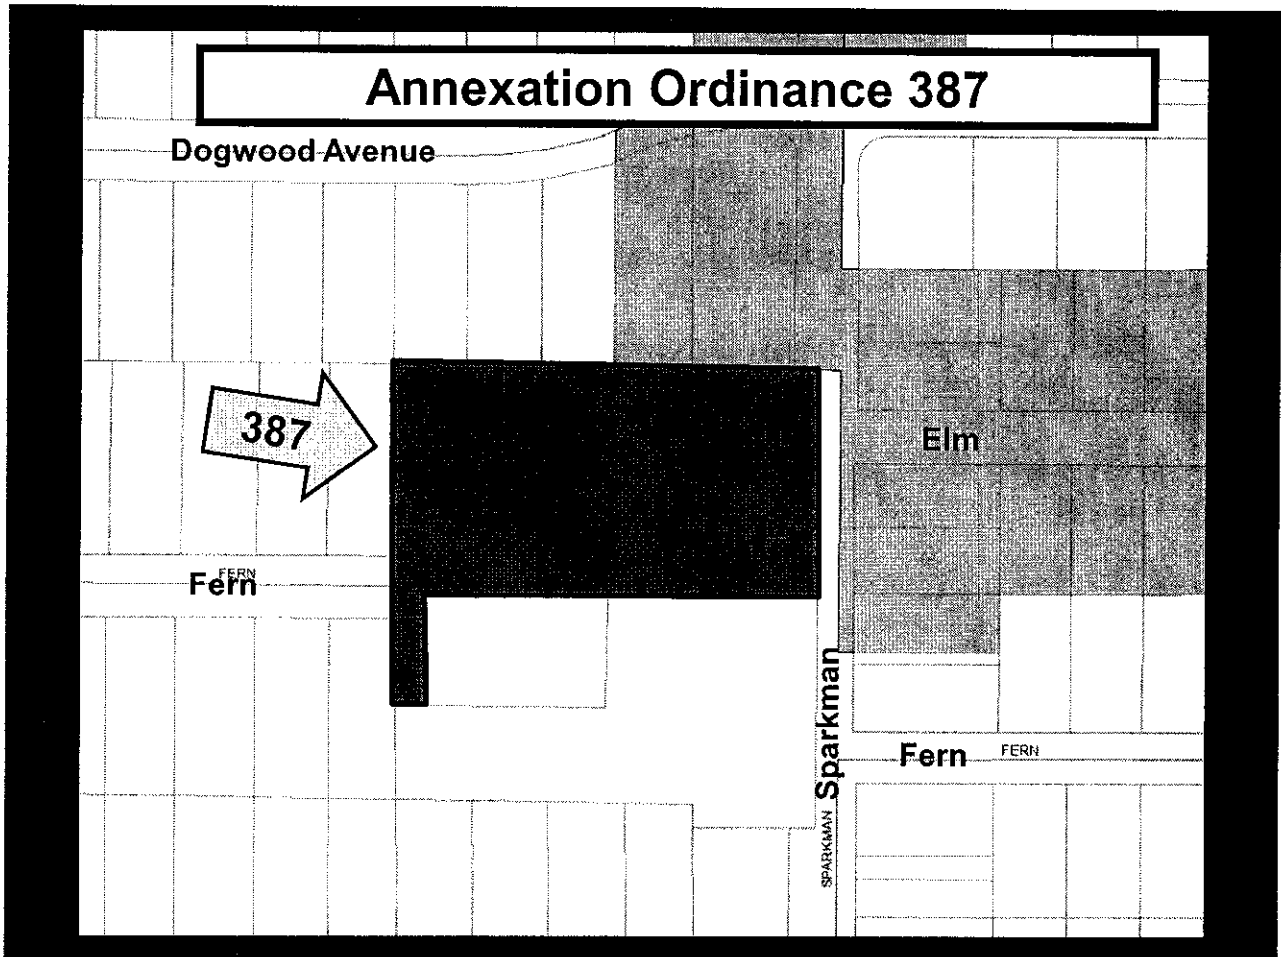 Annexation Ordinance 387
Dogwood Avenue
387
Elm
FERN
Fern
Sparkman
SPARKMAN
Fern
FERN